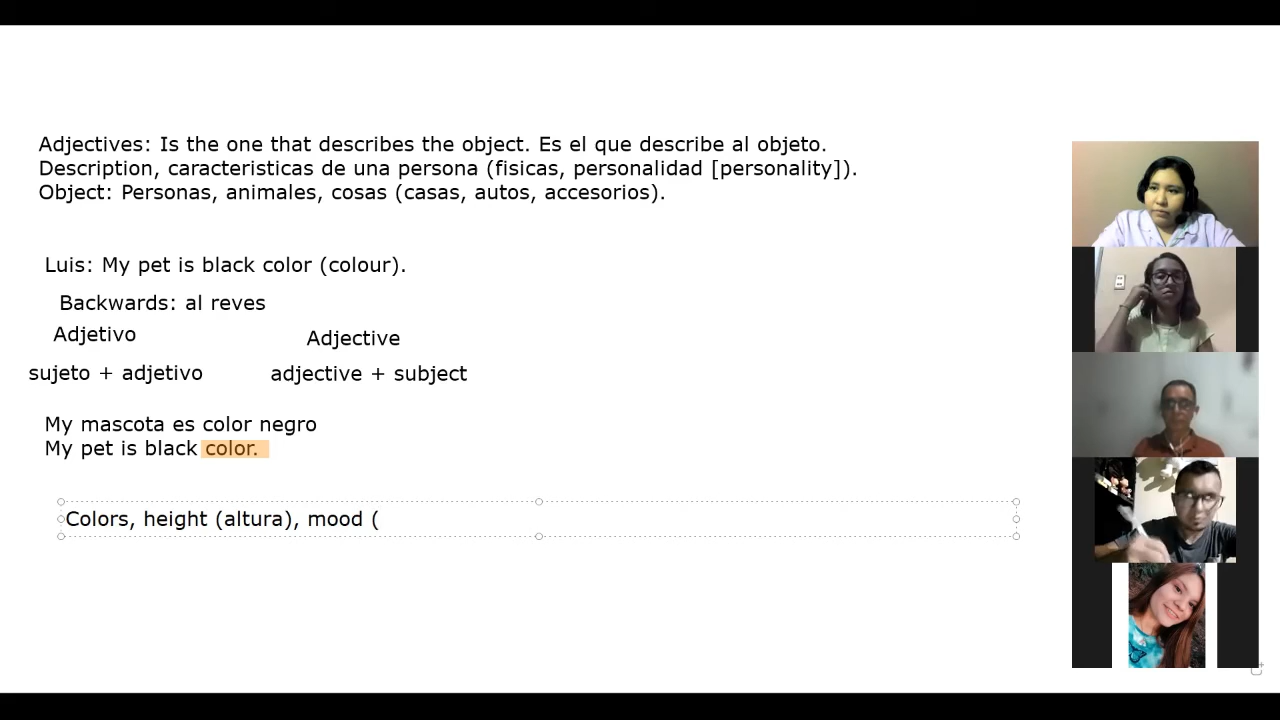 Adjectives: Is the one that describes the object. Es el que describe al objeto.
Description, caracteristicas de una persona (fisicas, personalidad [personality]).
Object: Personas, animales, cosas (casas, autos, accesorios).
Luis: My pet is black color (colour).
Backwards: al reves
Adjetivo
Adjective
sujeto + adjetivo
adjective + subject
My mascota es color negro
My pet is black color.
Colors, height (altura), mood (